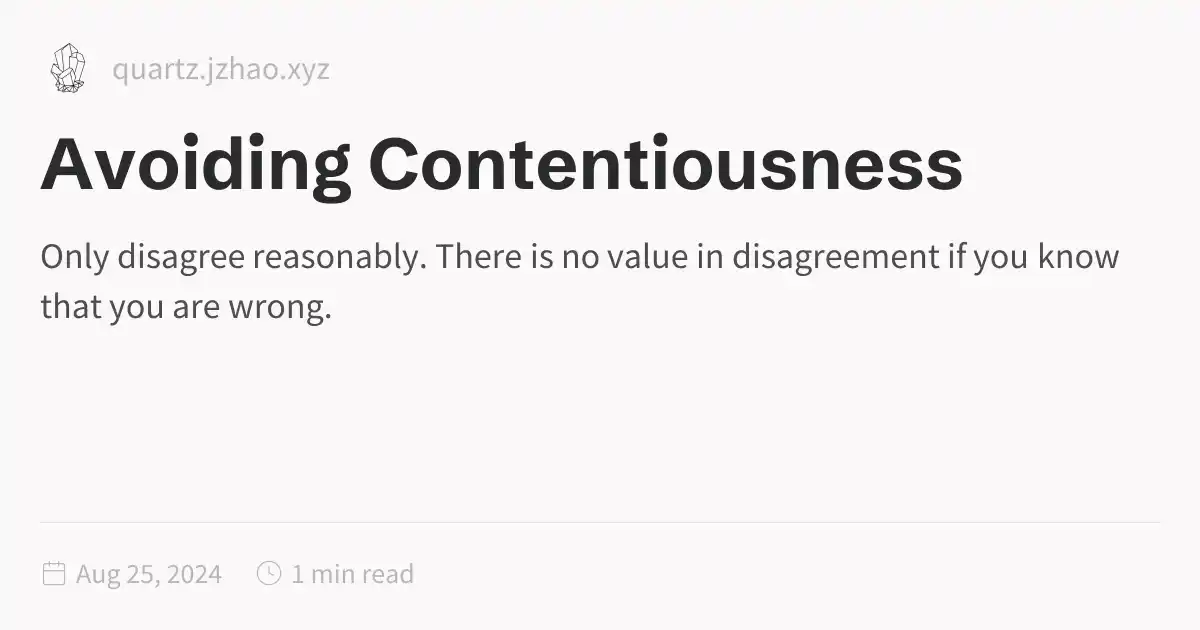 quartz.jzhao.xyz
Avoiding Contentiousness
Only disagree reasonably. There is no value in disagreement if you know
that you are wrong.
Aug 25, 2024 1 min read